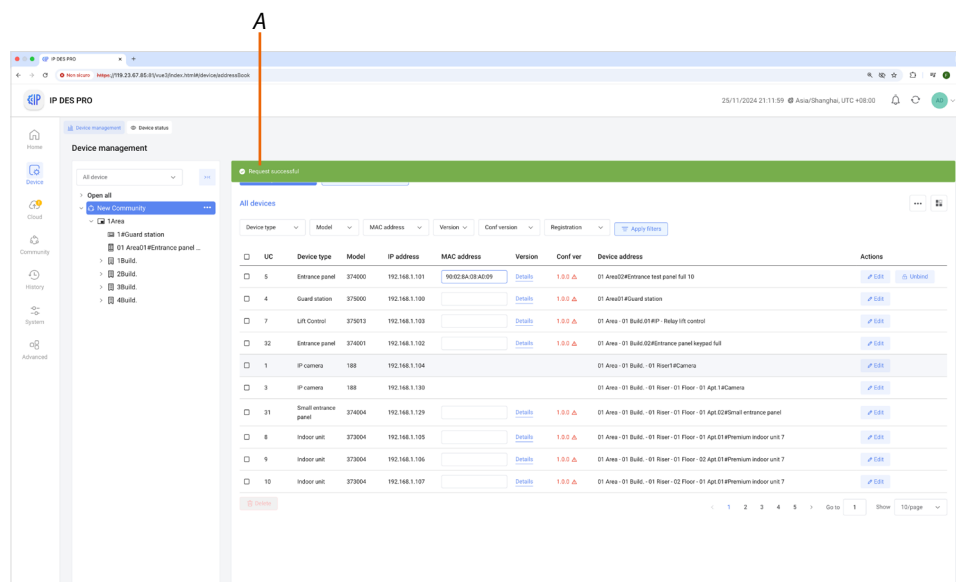 A
IP DES PRO
Not secure https://119.23.67.85:81/vue2/index.html#/device/addressBook
IP DES PRO
25/11/2024 21:11:59 Asia/Shanghai, UTC +08:00
AD
Device management Device status
Home
Device management
Device
Cloud
Community
History
System
Advanced
All device
Open all
New Community
1Area
1#Guard station
01 Area01#Entrance panel ...
1Build.
2Build.
3Build.
4Build.
Request successful
All devices
Device type Model MAC address Version Conf version Registration Apply filters
UC Device type Model IP address MAC address Version Conf ver Device address Actions
5 Entrance panel 374000 192.168.1.101 90:02:8A:08:A0:09 Details 1.0.0 01 Area02#Entrance test panel full 10 Edit Unbind
4 Guard station 375000 192.168.1.100 Details 1.0.0 01 Area01#Guard station Edit
7 Lift Control 375013 192.168.1.103 Details 1.0.0 01 Area - 01 Build.01#IP - Relay lift control Edit
32 Entrance panel 374001 192.168.1.102 Details 1.0.0 01 Area - 01 Build.02#Entrance panel keypad full Edit
1 IP camera 188 192.168.1.104 01 Area - 01 Build. - 01 Riser1#Camera Edit
3 IP camera 188 192.168.1.130 01 Area - 01 Build. - 01 Riser - 01 Floor - 01 Apt.1#Camera Edit
31 Small entrance panel 374004 192.168.1.129 Details 1.0.0 01 Area - 01 Build. - 01 Riser - 01 Floor - 01 Apt.02#Small entrance panel Edit
8 Indoor unit 373004 192.168.1.105 Details 1.0.0 01 Area - 01 Build. - 01 Riser - 01 Floor - 01 Apt.01#Premium indoor unit 7 Edit
9 Indoor unit 373004 192.168.1.106 Details 1.0.0 01 Area - 01 Build. - 01 Riser - 01 Floor - 02 Apt.01#Premium indoor unit 7 Edit
10 Indoor unit 373004 192.168.1.107 Details 1.0.0 01 Area - 01 Build. - 01 Riser - 02 Floor - 01 Apt.01#Premium indoor unit 7 Edit
Delete
1 2 3 4 5 Go to 1 Show 10/page